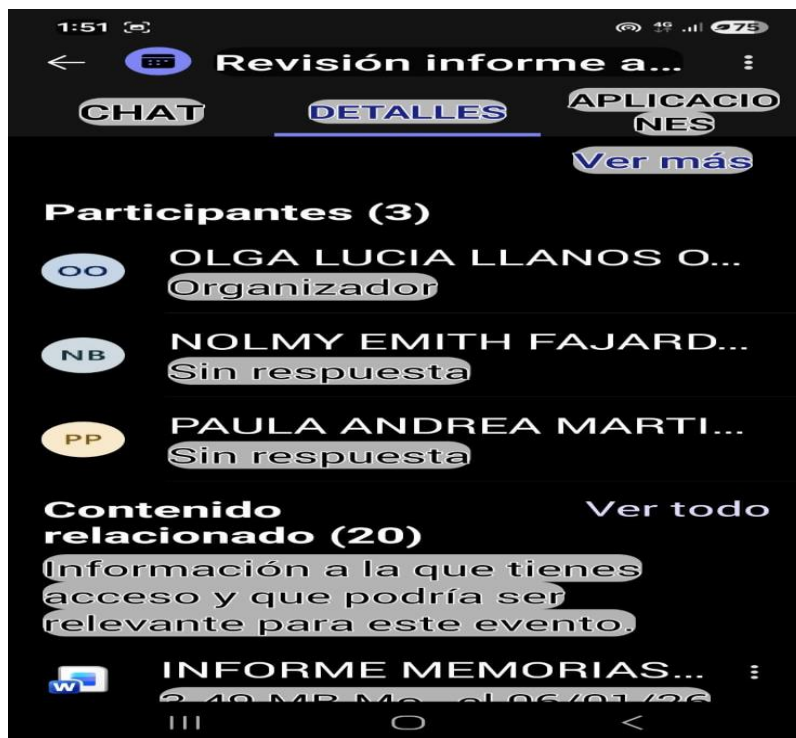 1:51
4G 75
Revisión informe a...
CHAT
DETALLES
APLICACIO
NES
Ver más
Participantes (3)
OO
OLGA LUCIA LLANOS O...
Organizador
NB
NOLMY EMITH FAJARD...
Sin respuesta
PP
PAULA ANDREA MARTI...
Sin respuesta
Contenido
relacionado (20)
Ver todo
Información a la que tienes
acceso y que podría ser
relevante para este evento.
W
INFORME MEMORIAS...